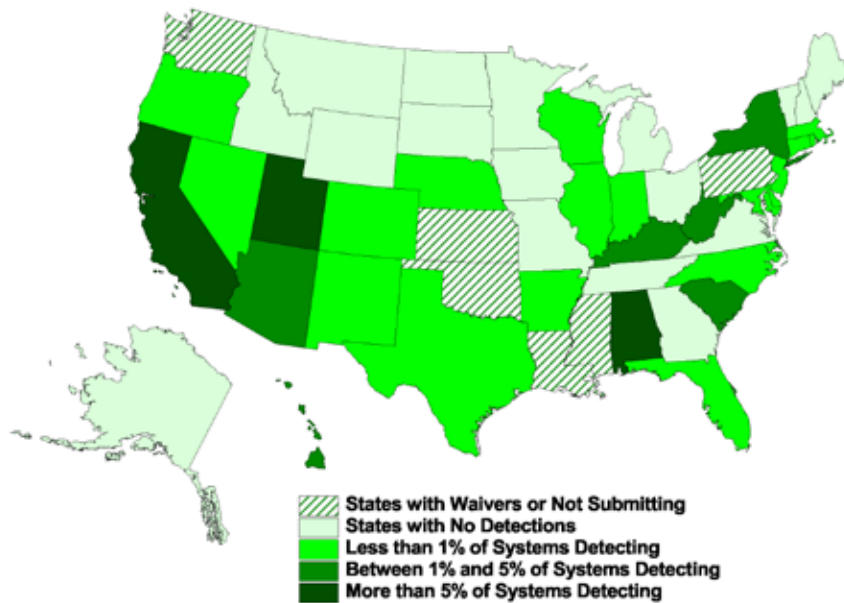 States with Waivers or Not Submitting
States with No Detections
Less than 1% of Systems Detecting
Between 1% and 5% of Systems Detecting
More than 5% of Systems Detecting